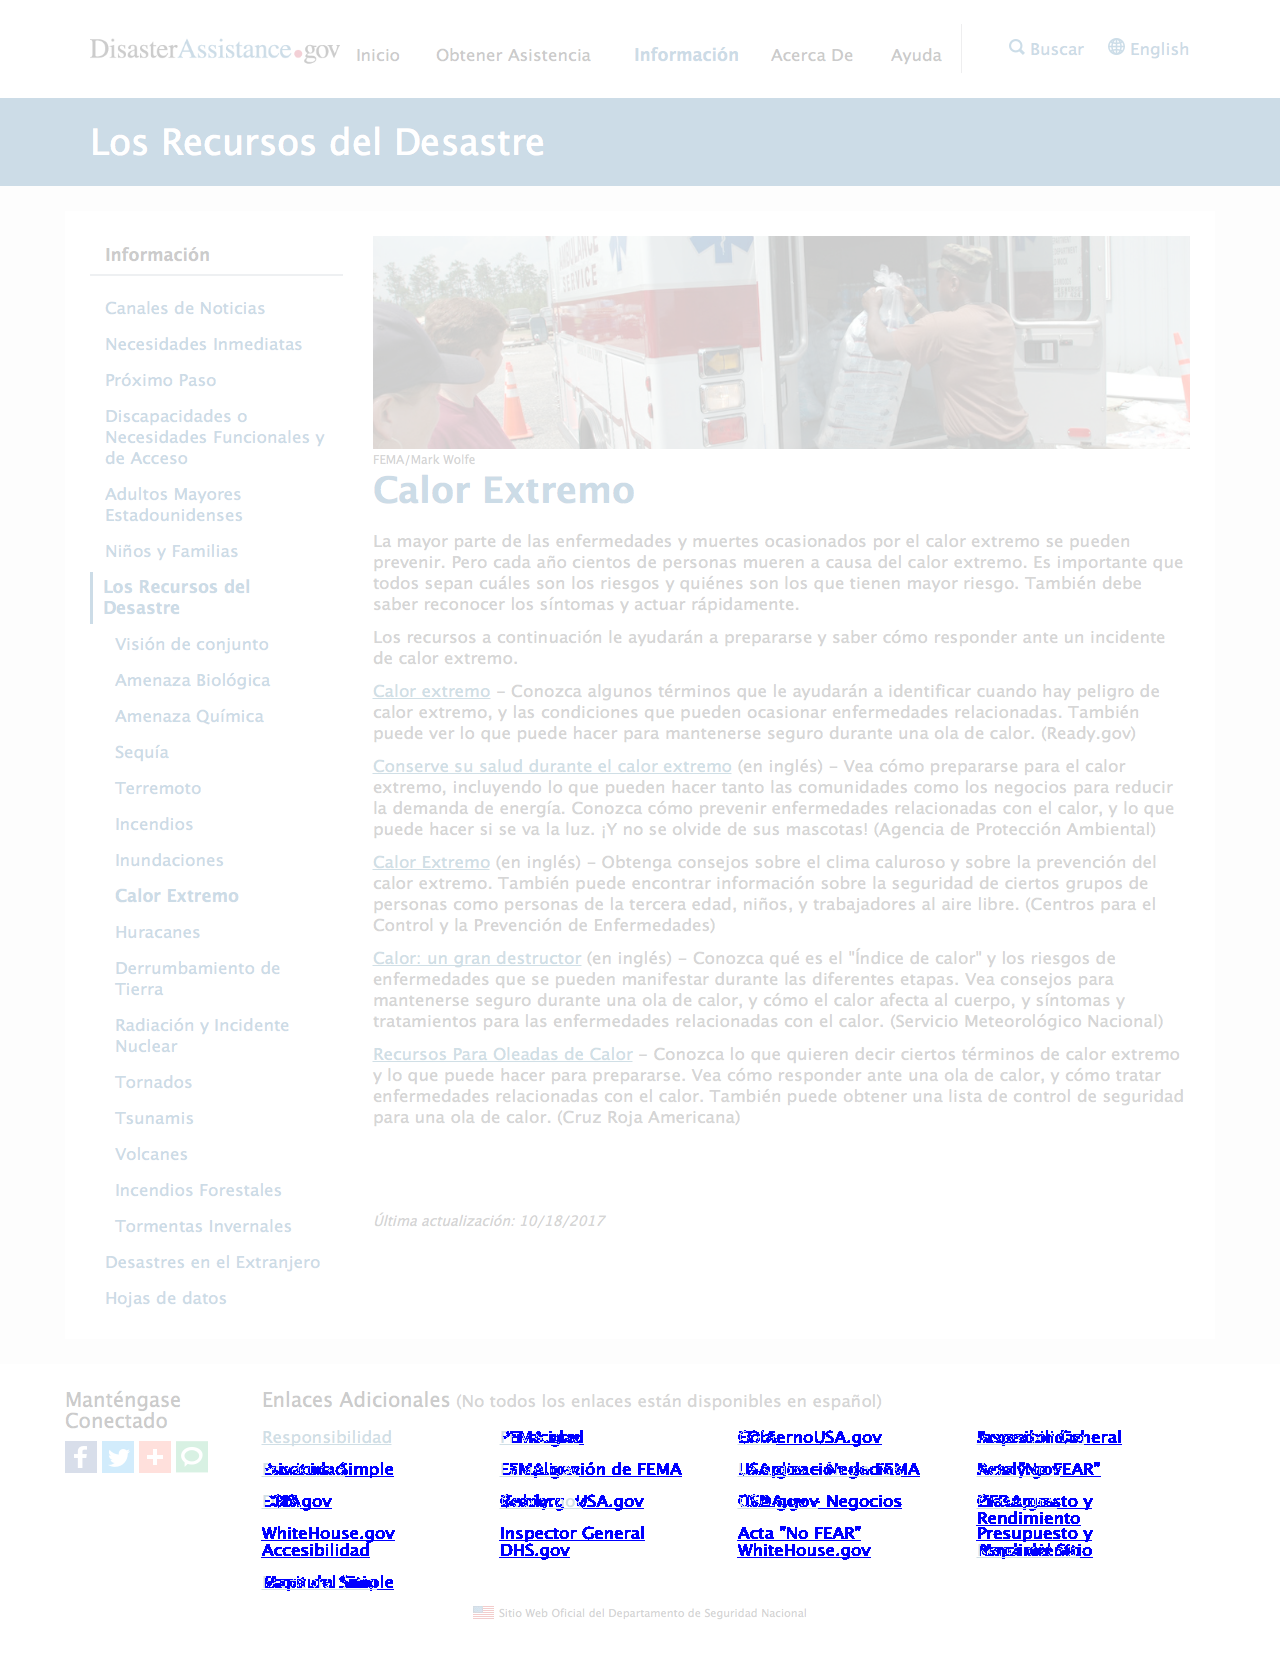 DisasterAssistance.gov Inicio Obtener Asistencia Información Acerca De Ayuda Buscar English
Los Recursos del Desastre
Información
Canales de Noticias
Necesidades Inmediatas
Próximo Paso
Discapacidades o
Necesidades Funcionales y
de Acceso
Adultos Mayores
Estadounidenses
Niños y Familias
Los Recursos del
Desastre
Visión de conjunto
Amenaza Biológica
Amenaza Química
Sequía
Terremoto
Incendios
Inundaciones
Calor Extremo
Huracanes
Derrumbamiento de
Tierra
Radiación y Incidente
Nuclear
Tornados
Tsunamis
Volcanes
Incendios Forestales
Tormentas Invernales
Desastres en el Extranjero
Hojas de datos
AMBULANCE
SERVICE
FEMA/Mark Wolfe
Calor Extremo
La mayor parte de las enfermedades y muertes ocasionados por el calor extremo se pueden
prevenir. Pero cada año cientos de personas mueren a causa del calor extremo. Es importante que
todos sepan cuáles son los riesgos y quiénes son los que tienen mayor riesgo. También debe
saber reconocer los síntomas y actuar rápidamente.
Los recursos a continuación le ayudarán a prepararse y saber cómo responder ante un incidente
de calor extremo.
Calor extremo – Conozca algunos términos que le ayudarán a identificar cuando hay peligro de
calor extremo, y las condiciones que pueden ocasionar enfermedades relacionadas. También
puede ver lo que puede hacer para mantenerse seguro durante una ola de calor. (Ready.gov)
Conserve su salud durante el calor extremo (en inglés) – Vea cómo prepararse para el calor
extremo, incluyendo lo que pueden hacer tanto las comunidades como los negocios para reducir
la demanda de energía. Conozca cómo prevenir enfermedades relacionadas con el calor, y lo que
puede hacer si se va la luz. ¡Y no se olvide de sus mascotas! (Agencia de Protección Ambiental)
Calor Extremo (en inglés) – Obtenga consejos sobre el clima caluroso y sobre la prevención del
calor extremo. También puede encontrar información sobre la seguridad de ciertos grupos de
personas como personas de la tercera edad, niños, y trabajadores al aire libre. (Centros para el
Control y la Prevención de Enfermedades)
Calor: un gran destructor (en inglés) – Conozca qué es el "Índice de calor" y los riesgos de
enfermedades que se pueden manifestar durante las diferentes etapas. Vea consejos para
mantenerse seguro durante una ola de calor, y cómo el calor afecta al cuerpo, y síntomas y
tratamientos para las enfermedades relacionadas con el calor. (Servicio Meteorológico Nacional)
Recursos Para Oleadas de Calor – Conozca lo que quieren decir ciertos términos de calor extremo
y lo que puede hacer para prepararse. Vea cómo responder ante una ola de calor, y cómo tratar
enfermedades relacionadas con el calor. También puede obtener una lista de control de seguridad
para una ola de calor. (Cruz Roja Americana)
Última actualización: 10/18/2017
Manténgase
Conectado
Enlaces Adicionales (No todos los enlaces están disponibles en español)
Responsibilidad
Rendimiento
WhiteHouse.gov Inspector General Acta "No FEAR" Presupuesto y
Accesibilidad DHS.gov WhiteHouse.gov
Sitio Web Oficial del Departamento de Seguridad Nacional